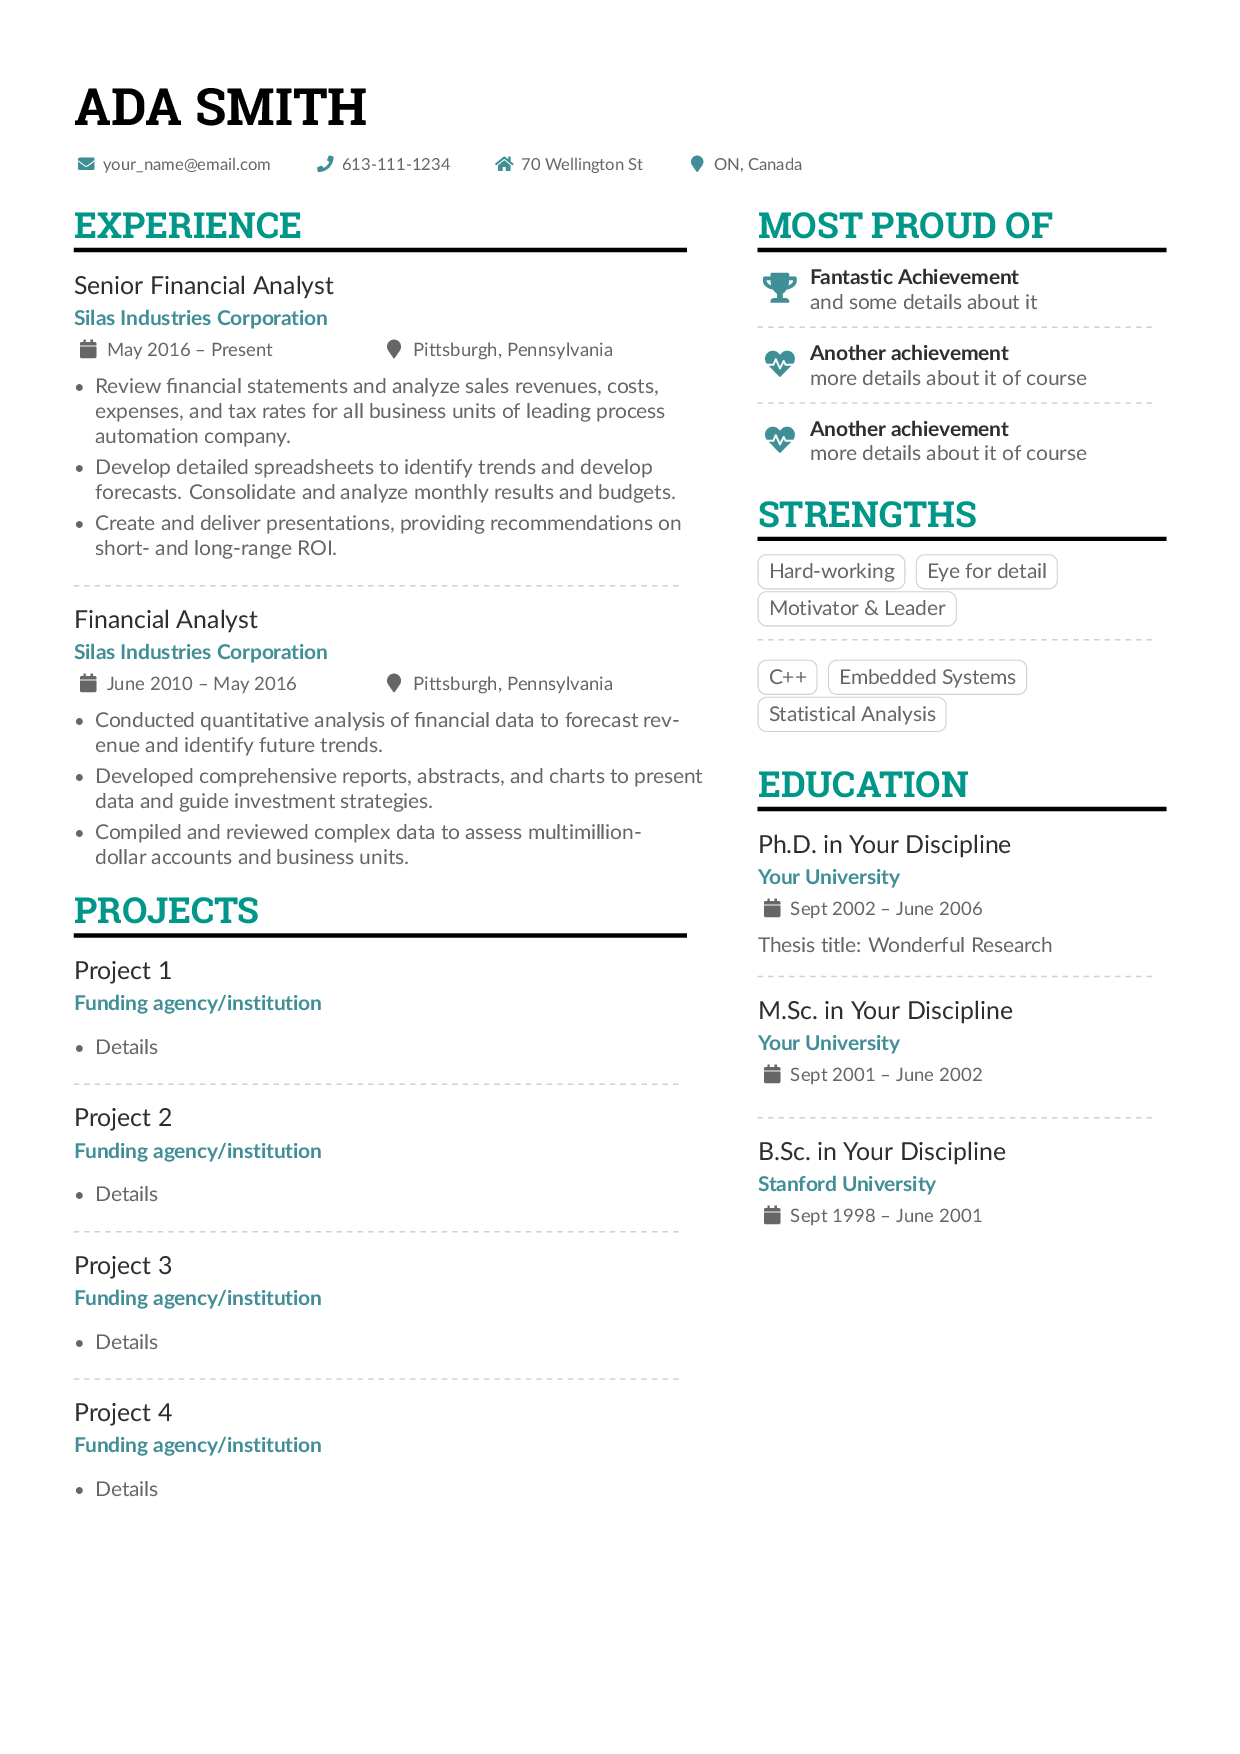 ADA SMITH
your_name@email.com 613-111-1234 70 Wellington St ON, Canada
EXPERIENCE
Senior Financial Analyst
Silas Industries Corporation
May 2016 – Present Pittsburgh, Pennsylvania
• Review financial statements and analyze sales revenues, costs,
expenses, and tax rates for all business units of leading process
automation company.
• Develop detailed spreadsheets to identify trends and develop
forecasts. Consolidate and analyze monthly results and budgets.
• Create and deliver presentations, providing recommendations on
short- and long-range ROI.
Financial Analyst
Silas Industries Corporation
June 2010 – May 2016 Pittsburgh, Pennsylvania
• Conducted quantitative analysis of financial data to forecast rev-
enue and identify future trends.
• Developed comprehensive reports, abstracts, and charts to present
data and guide investment strategies.
• Compiled and reviewed complex data to assess multimillion-
dollar accounts and business units.
PROJECTS
Project 1
Funding agency/institution
• Details
Project 2
Funding agency/institution
• Details
Project 3
Funding agency/institution
• Details
Project 4
Funding agency/institution
• Details
MOST PROUD OF
Fantastic Achievement
and some details about it
Another achievement
more details about it of course
Another achievement
more details about it of course
STRENGTHS
Hard-working Eye for detail
Motivator & Leader
C++ Embedded Systems
Statistical Analysis
EDUCATION
Ph.D. in Your Discipline
Your University
Sept 2002 – June 2006
Thesis title: Wonderful Research
M.Sc. in Your Discipline
Your University
Sept 2001 – June 2002
B.Sc. in Your Discipline
Stanford University
Sept 1998 – June 2001